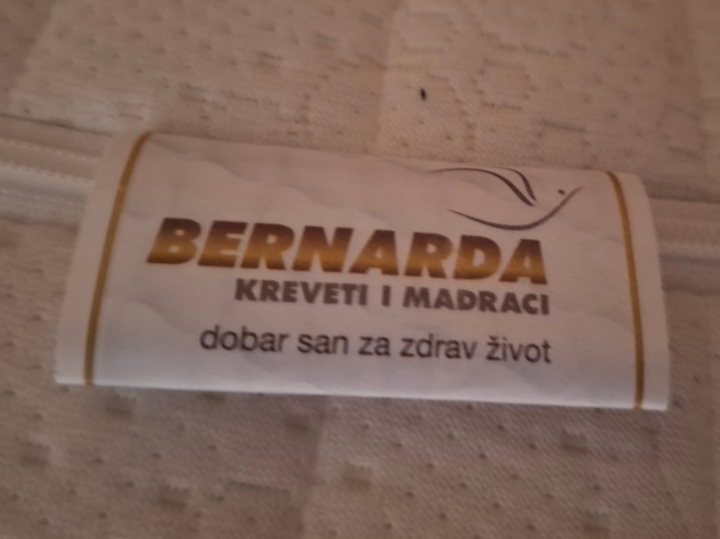 BERNARDA
KREVETI I MADRACI
dobar san za zdrav život